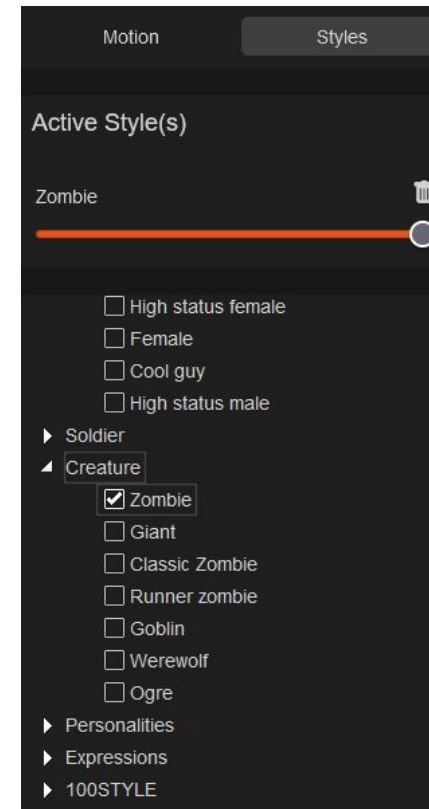 Motion Styles
Active Style(s)
Zombie
High status female
Female
Cool guy
High status male
Soldier
Creature
Zombie
Giant
Classic Zombie
Runner zombie
Goblin
Werewolf
Ogre
Personalities
Expressions
100STYLE